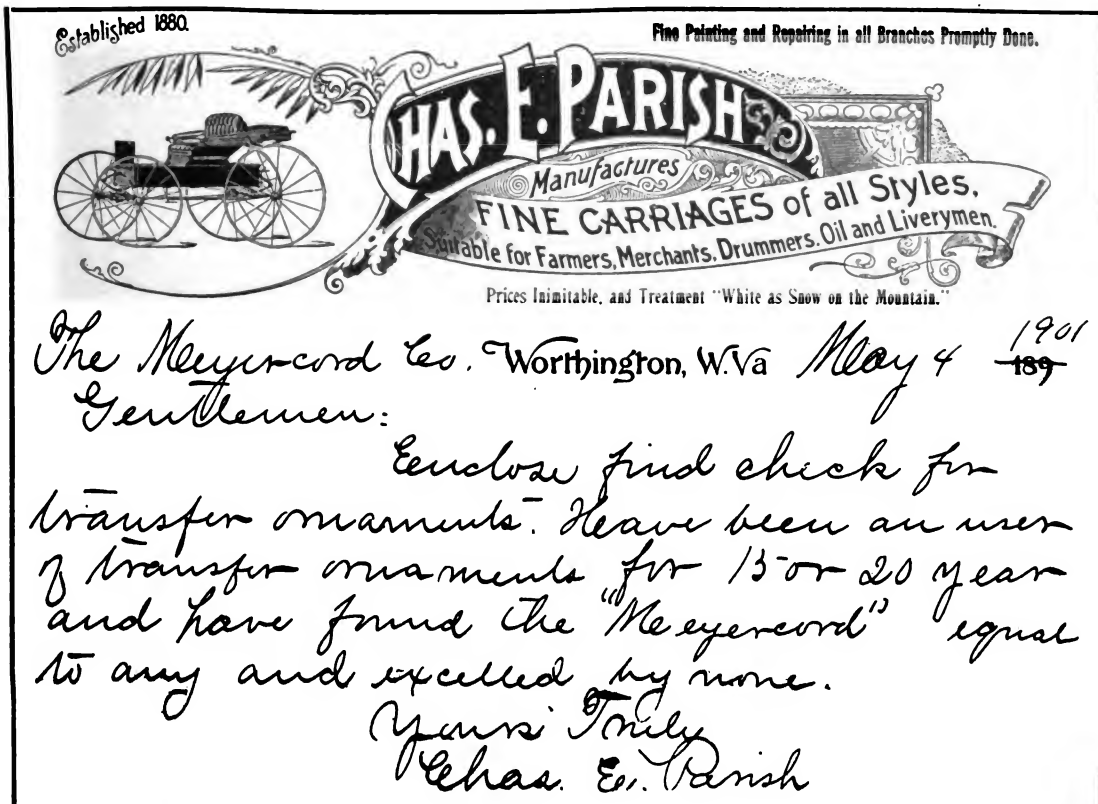 Established 1880.
Fine Painting and Repairing in all Branches Promptly Done.
CHAS. E. PARISH
Manufactures
FINE CARRIAGES of all Styles,
Suitable for Farmers, Merchants, Drummers. Oil and Liverymen.
Prices Inimitable, and Treatment "White as Snow on the Mountain."
The Meyercord Co. Worthington, W.Va May 4 189 1901
Gentlemen:
Eenclose find check for
transfer ornaments. Heave been an user
of transfer ornaments for 15 or 20 year
and have found the "Meeyercord" equal
to any and excelled by none.
Yours Truly
Chas. E. Parish